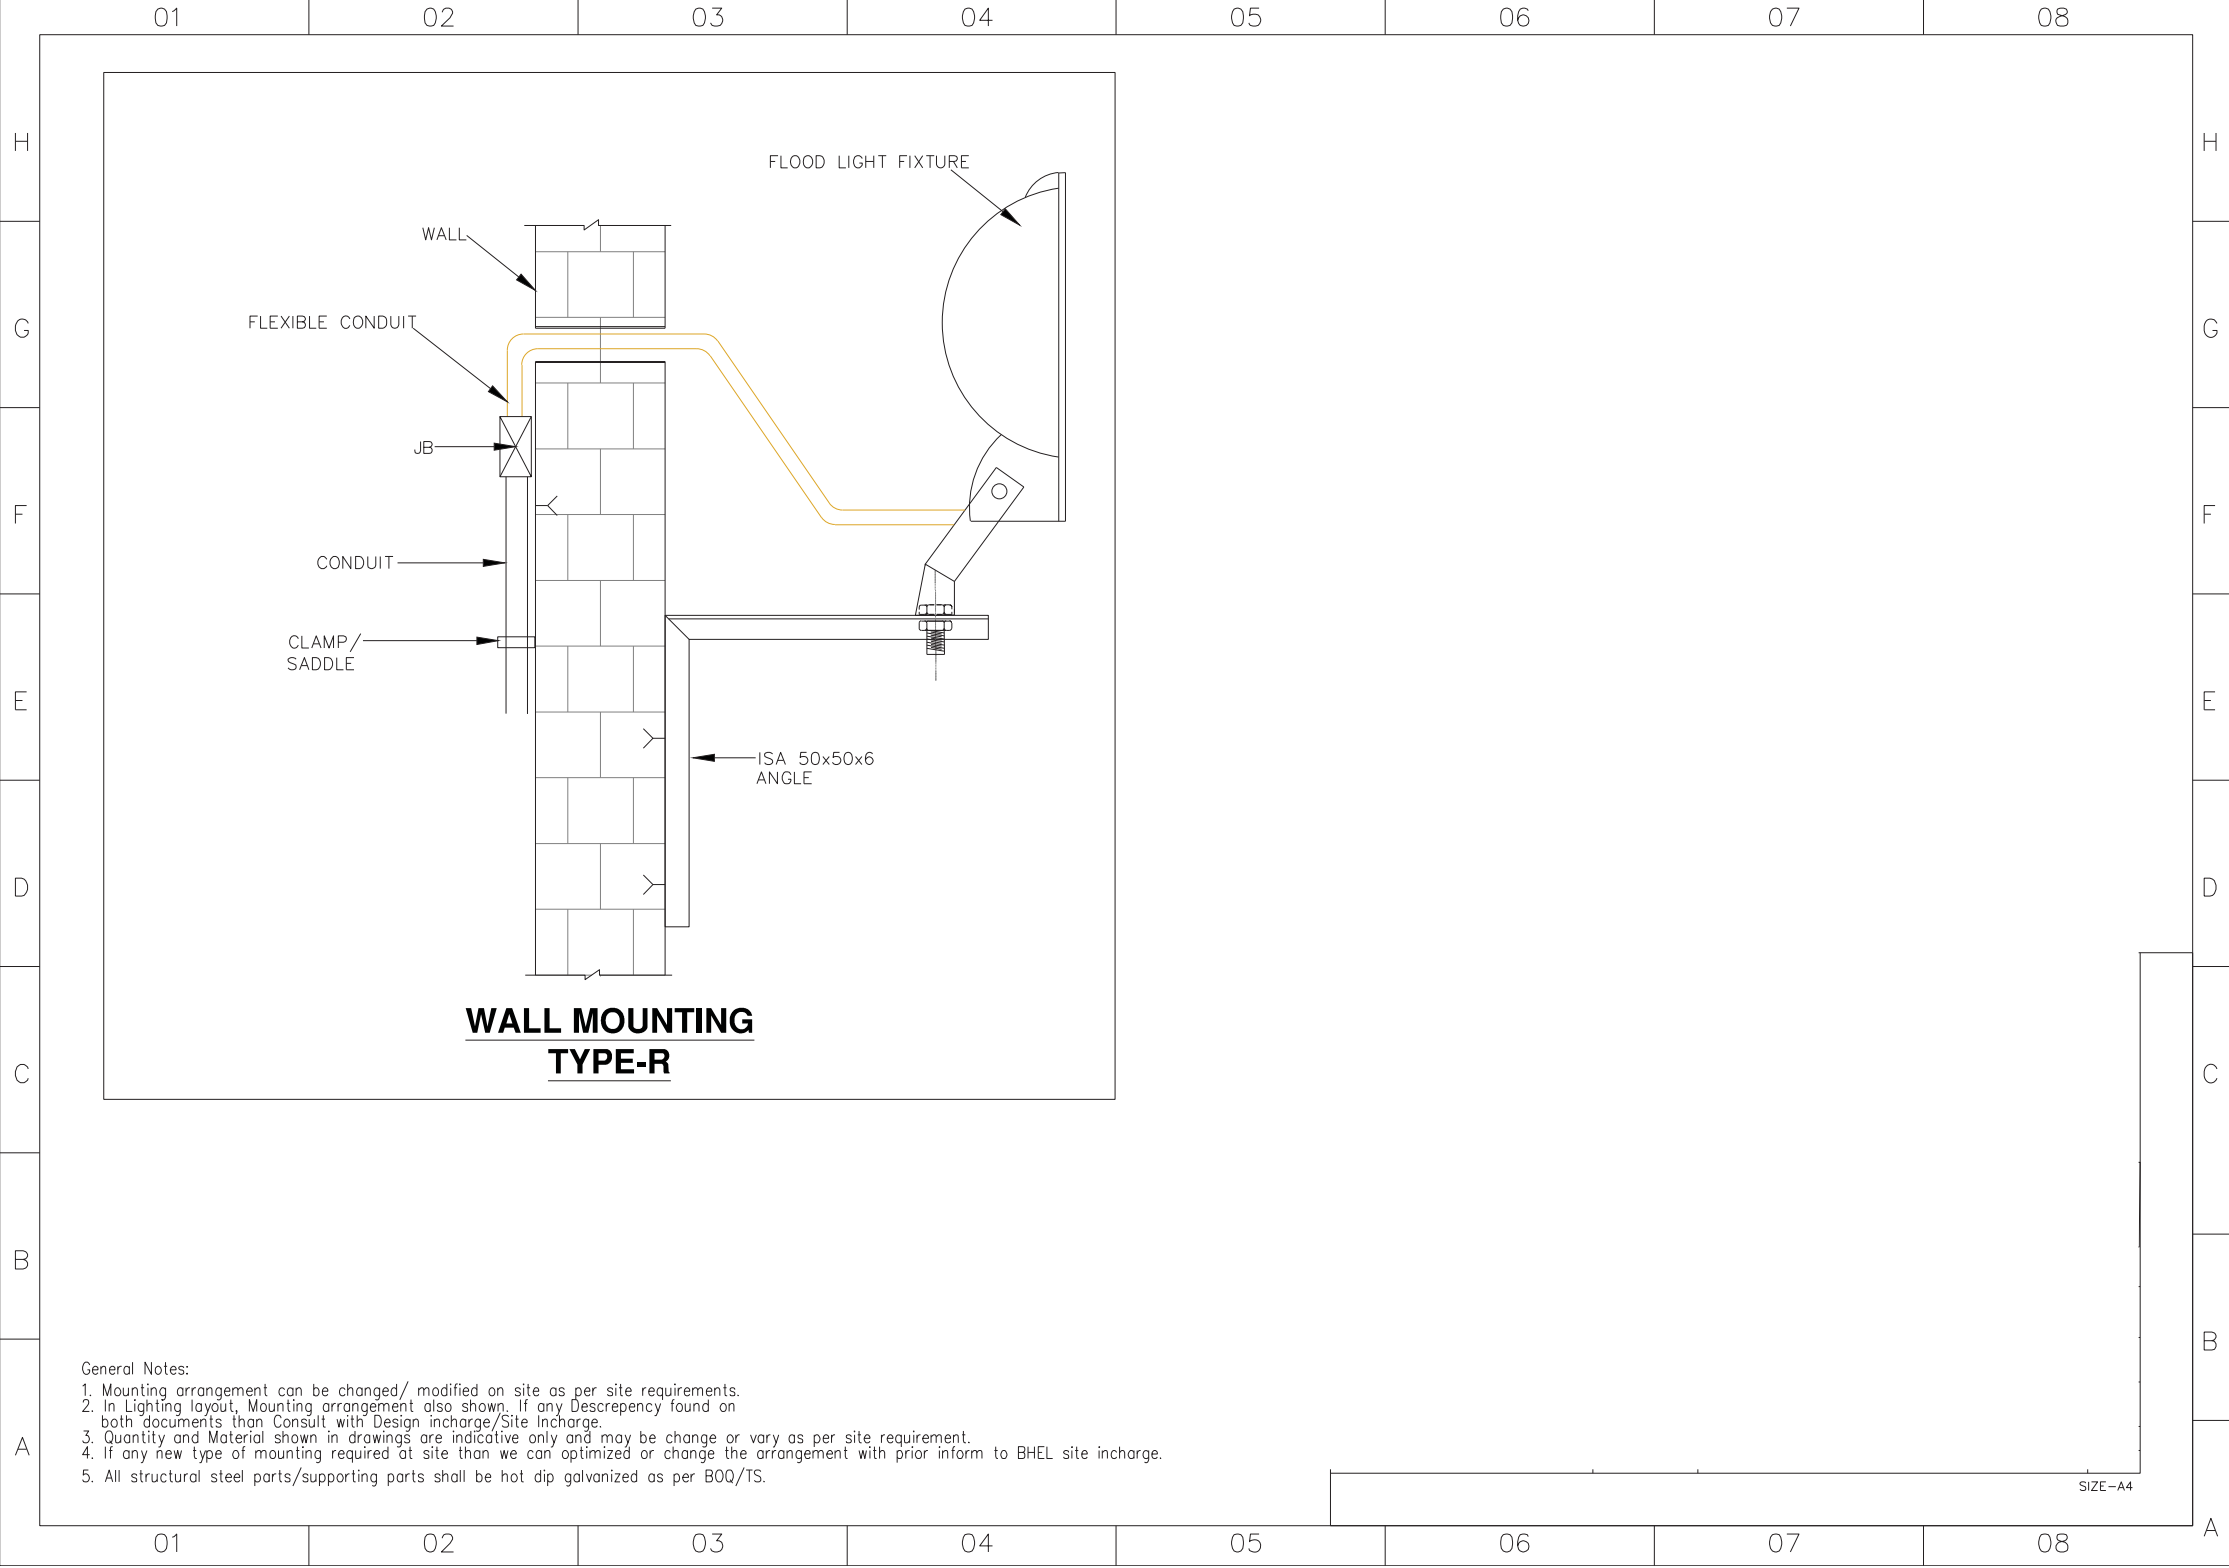 01 02 03 04 05 06 07 08
H H
FLOOD LIGHT FIXTURE
WALL
FLEXIBLE CONDUIT
G G
JB
F F
CONDUIT
CLAMP/
SADDLE
E E
ISA 50x50x6
ANGLE
D D
WALL MOUNTING
TYPE-R
C C
B B
General Notes:
1. Mounting arrangement can be changed/ modified on site as per site requirements.
2. In Lighting layout, Mounting arrangement also shown. If any Descrepency found on
both documents than Consult with Design incharge/Site Incharge.
3. Quantity and Material shown in drawings are indicative only and may be change or vary as per site requirement.
4. If any new type of mounting required at site than we can optimized or change the arrangement with prior inform to BHEL site incharge.
5. All structural steel parts/supporting parts shall be hot dip galvanized as per BOQ/TS.
SIZE-A4
A A
01 02 03 04 05 06 07 08